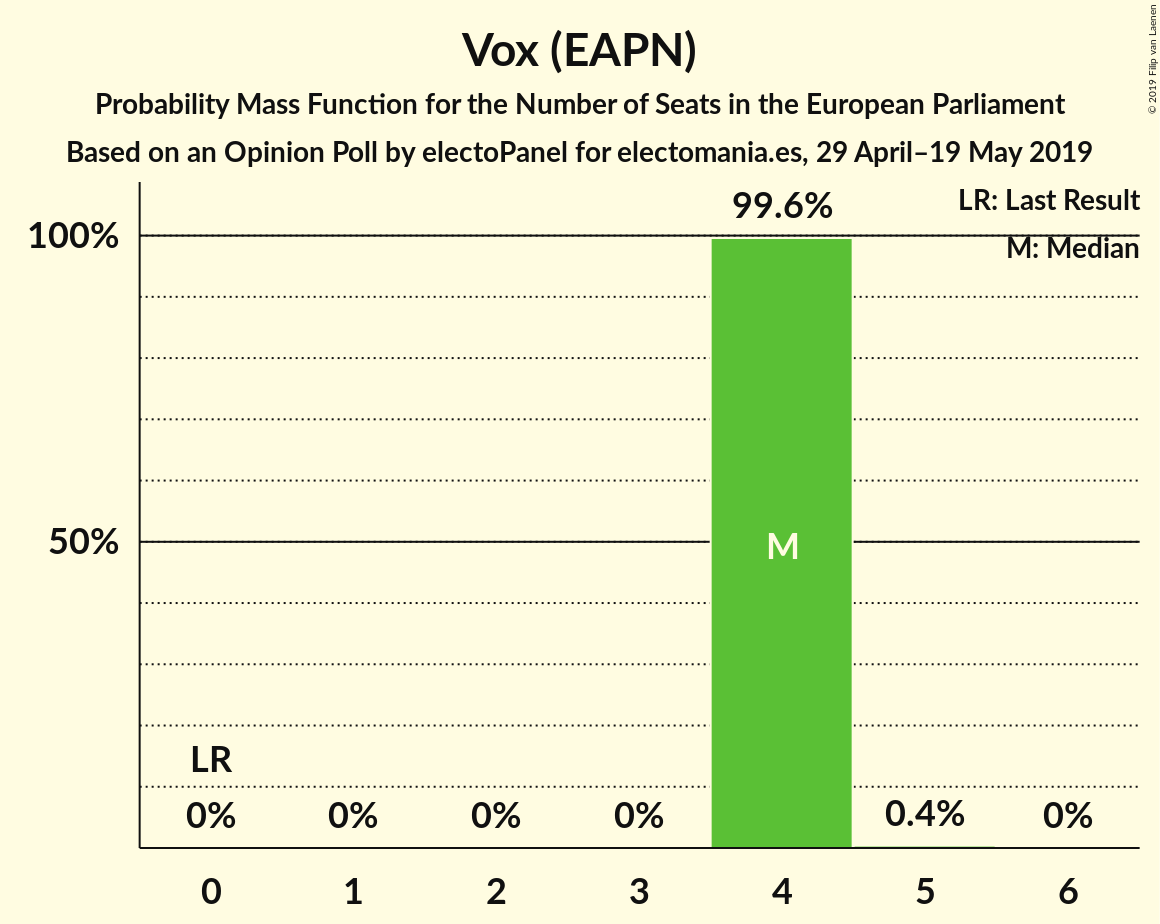 Vox (EAPN)
Probability Mass Function for the Number of Seats in the European Parliament
Based on an Opinion Poll by electoPanel for electomania.es, 29 April–19 May 2019
© 2019 Filip van Laenen
LR: Last Result
M: Median
99.6%
100%
50%
M
LR
0%
0%
0%
0%
0.4%
0%
0 1 2 3 4 5 6